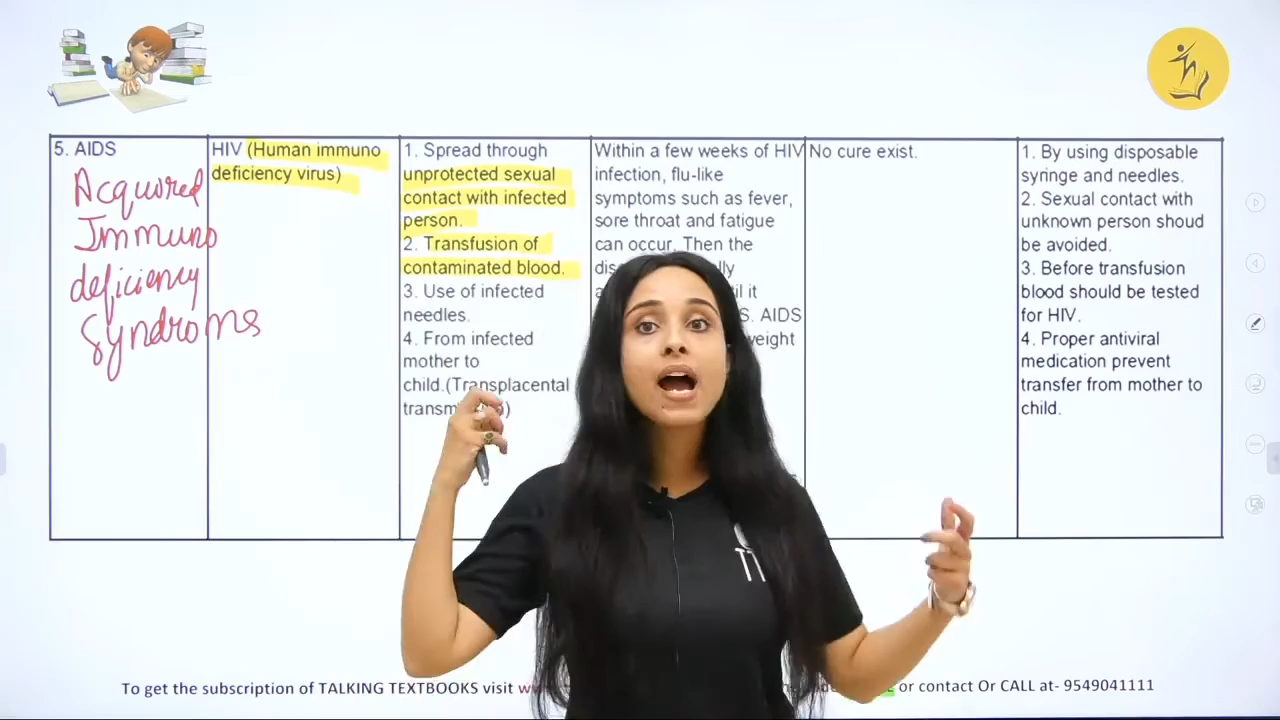 5. AIDS
Acquired
Immuno
deficiency
Syndroms
HIV (Human immuno
deficiency virus)
1. Spread through
unprotected sexual
contact with infected
person.
2. Transfusion of
contaminated blood.
3. Use of infected
needles.
4. From infected
mother to
child.(Transplacental
Within a few weeks of HIV
infection, flu-like
symptoms such as fever,
sore throat and fatigue
can occur. Then the
S. AIDS
No cure exist.
1. By using disposable
syringe and needles.
2. Sexual contact with
unknown person shoud
be avoided.
3. Before transfusion
blood should be tested
for HIV.
4. Proper antiviral
medication prevent
transfer from mother to
child.
To get the subscription of TALKING TEXTBOOKS visit or contact Or CALL at- 9549041111